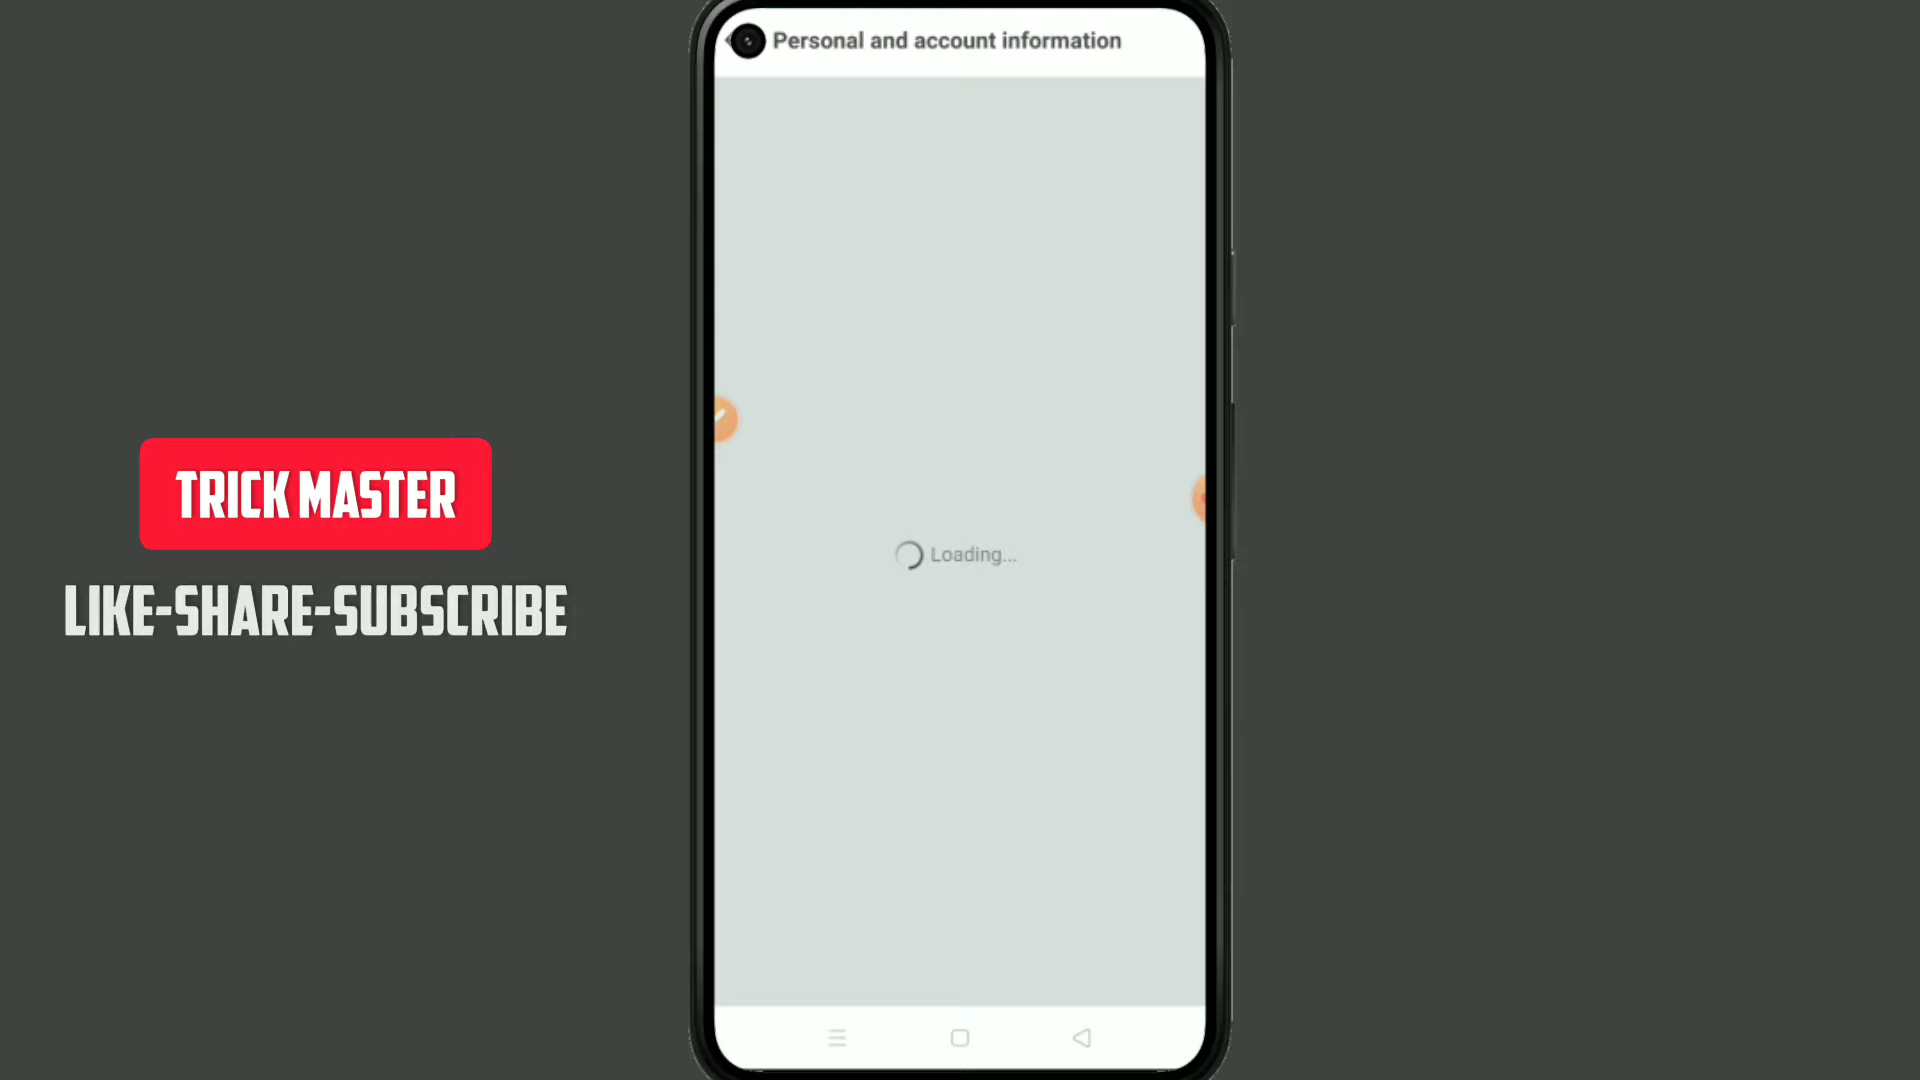 Personal and account information
Loading...
TRICK MASTER
LIKE-SHARE-SUBSCRIBE